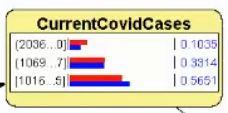 CurrentCovidCases
(2036...0] 0.1035
(1069...7] 0.3314
[1016...5] 0.5651